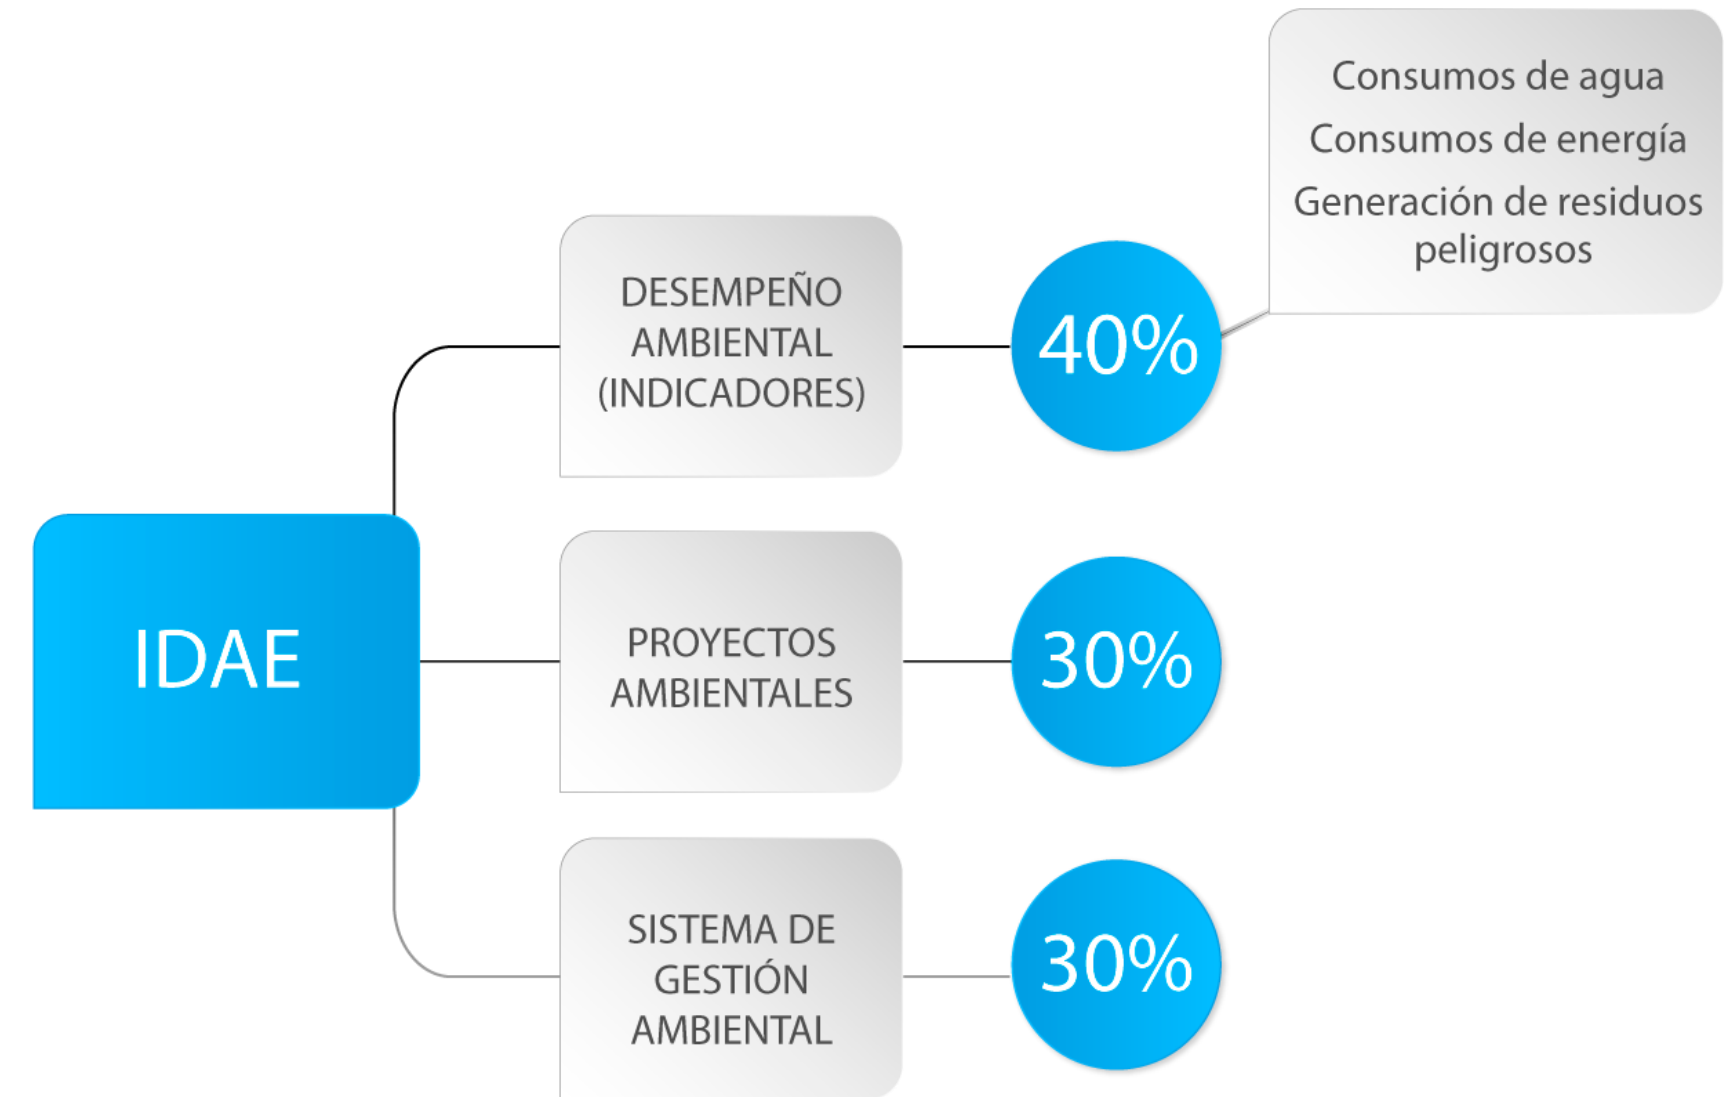 Consumos de agua
Consumos de energía
Generación de residuos
peligrosos
DESEMPEÑO
AMBIENTAL
(INDICADORES)
40%
IDAE
PROYECTOS
AMBIENTALES
30%
SISTEMA DE
GESTIÓN
AMBIENTAL
30%